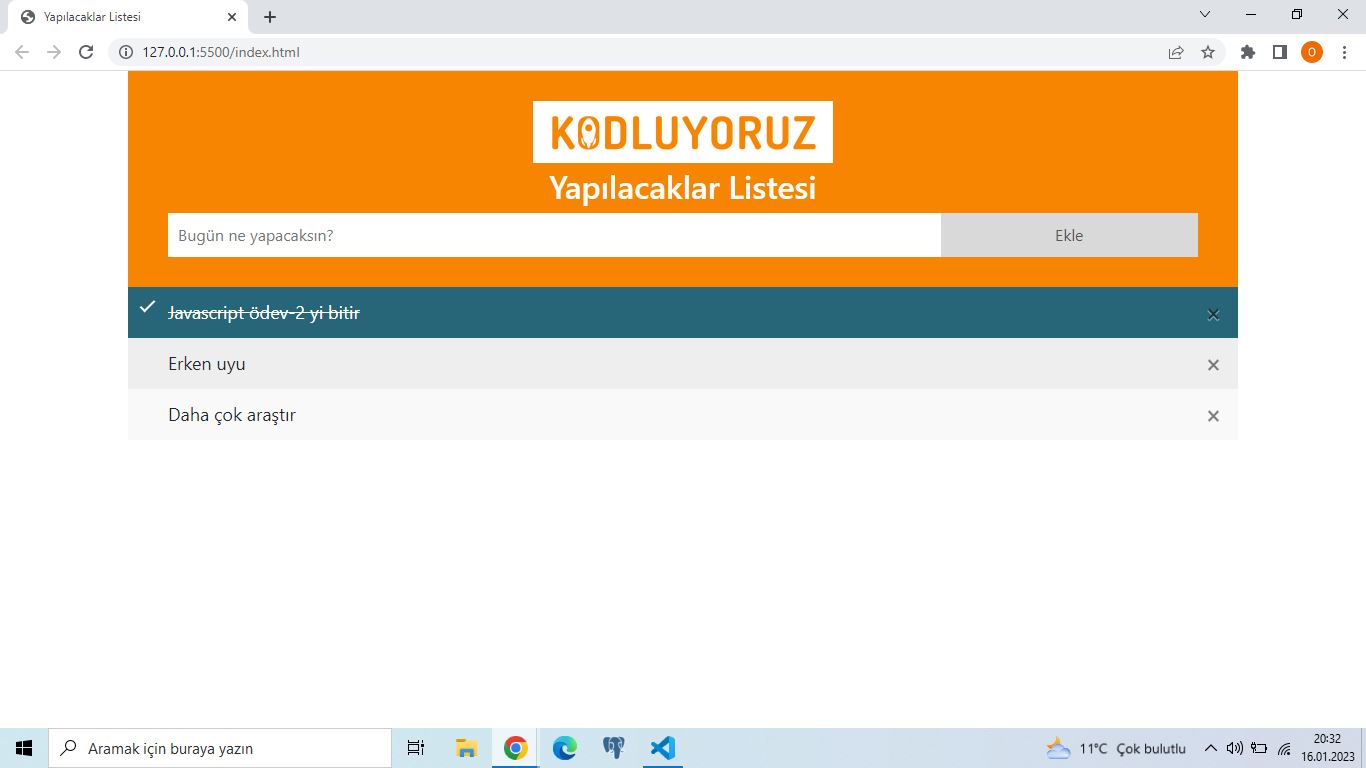 Yapılacaklar Listesi
127.0.0.1:5500/index.html
O
KODLUYORUZ
Yapılacaklar Listesi
Bugün ne yapacaksın?
Ekle
Javascript ödev-2 yi bitir
Erken uyu
Daha çok araştır
Aramak için buraya yazın
11°C Çok bulutlu
20:32
16.01.2023